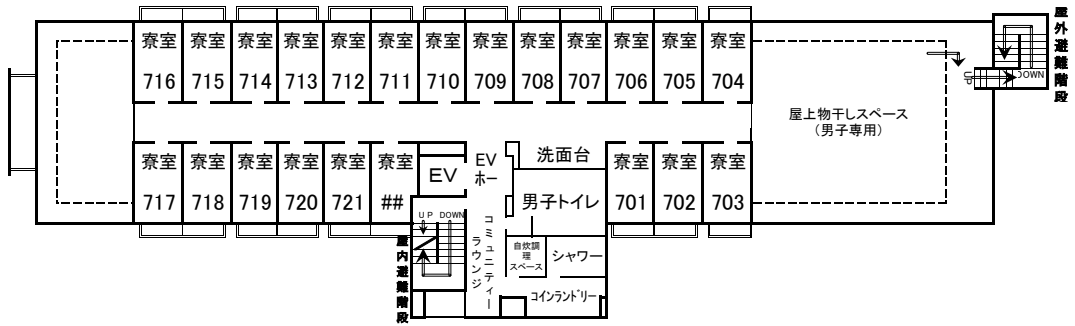 寮室 寮室 寮室 寮室 寮室 寮室 寮室 寮室 寮室 寮室 寮室 寮室 寮室
716 715 714 713 712 711 710 709 708 707 706 705 704
屋外避難階段
UP
DOWN
屋上物干しスペース
(男子専用)
寮室 寮室 寮室 寮室 寮室 寮室
717 718 719 720 721 ##
EV
EV
ホー
洗面台
男子トイレ
寮室 寮室 寮室
701 702 703
UP DOWN
屋内避難階段
コミュニティー
ラウンジ
自炊調
理
スペース
シャワー
コインランドリー